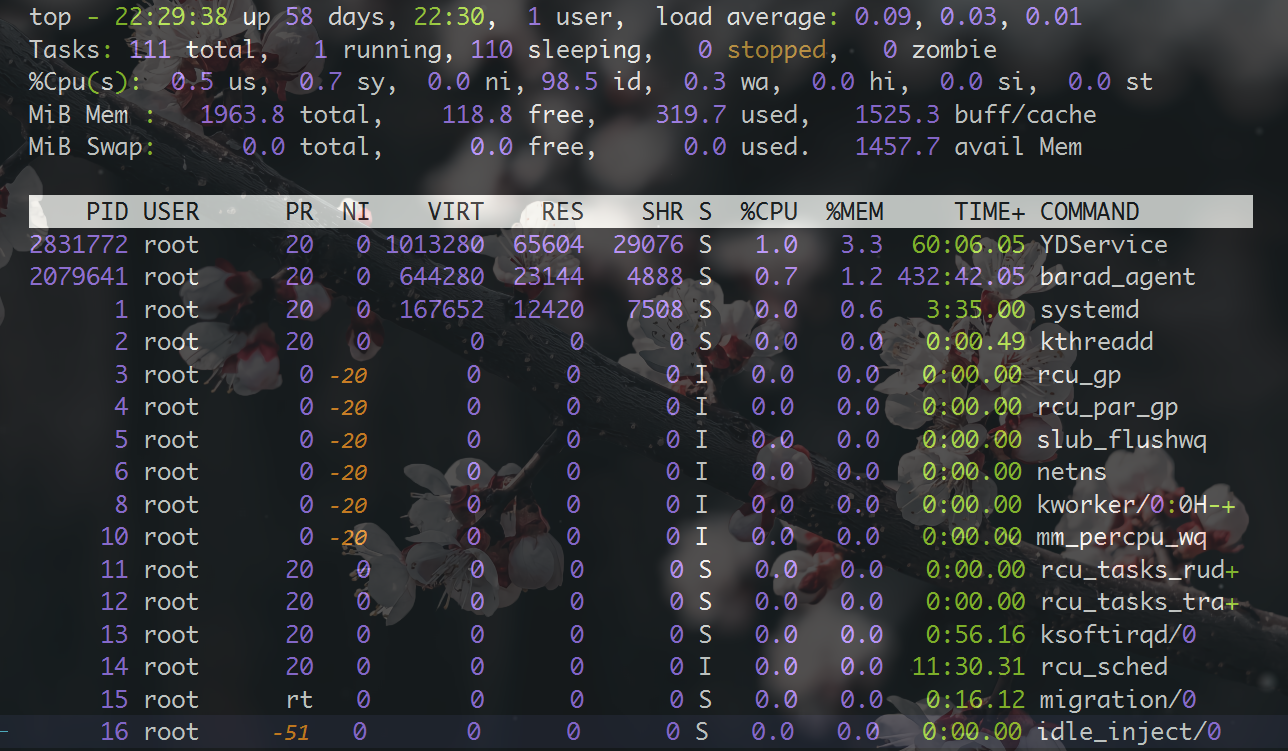 top - 22:29:38 up 58 days, 22:30,  1 user,  load average: 0.09, 0.03, 0.01
Tasks: 111 total,   1 running, 110 sleeping,   0 stopped,   0 zombie
%Cpu(s):  0.5 us,  0.7 sy,  0.0 ni, 98.5 id,  0.3 wa,  0.0 hi,  0.0 si,  0.0 st
MiB Mem :   1963.8 total,    118.8 free,    319.7 used,   1525.3 buff/cache
MiB Swap:      0.0 total,      0.0 free,      0.0 used.   1457.7 avail Mem
    PID USER      PR  NI    VIRT    RES    SHR S  %CPU  %MEM     TIME+ COMMAND
2831772 root      20   0 1013280  65604  29076 S   1.0   3.3  60:06.05 YDService
2079641 root      20   0  644280  23144   4888 S   0.7   1.2 432:42.05 barad_agent
      1 root      20   0  167652  12420   7508 S   0.0   0.6   3:35.00 systemd
      2 root      20   0       0      0      0 S   0.0   0.0   0:00.49 kthreadd
      3 root       0 -20       0      0      0 I   0.0   0.0   0:00.00 rcu_gp
      4 root       0 -20       0      0      0 I   0.0   0.0   0:00.00 rcu_par_gp
      5 root       0 -20       0      0      0 I   0.0   0.0   0:00.00 slub_flushwq
      6 root       0 -20       0      0      0 I   0.0   0.0   0:00.00 netns
      8 root       0 -20       0      0      0 I   0.0   0.0   0:00.00 kworker/0:0H-+
     10 root       0 -20       0      0      0 I   0.0   0.0   0:00.00 mm_percpu_wq
     11 root      20   0       0      0      0 S   0.0   0.0   0:00.00 rcu_tasks_rud+
     12 root      20   0       0      0      0 S   0.0   0.0   0:00.00 rcu_tasks_tra+
     13 root      20   0       0      0      0 S   0.0   0.0   0:56.16 ksoftirqd/0
     14 root      20   0       0      0      0 I   0.0   0.0  11:30.31 rcu_sched
     15 root      rt   0       0      0      0 S   0.0   0.0   0:16.12 migration/0
     16 root     -51   0       0      0      0 S   0.0   0.0   0:00.00 idle_inject/0